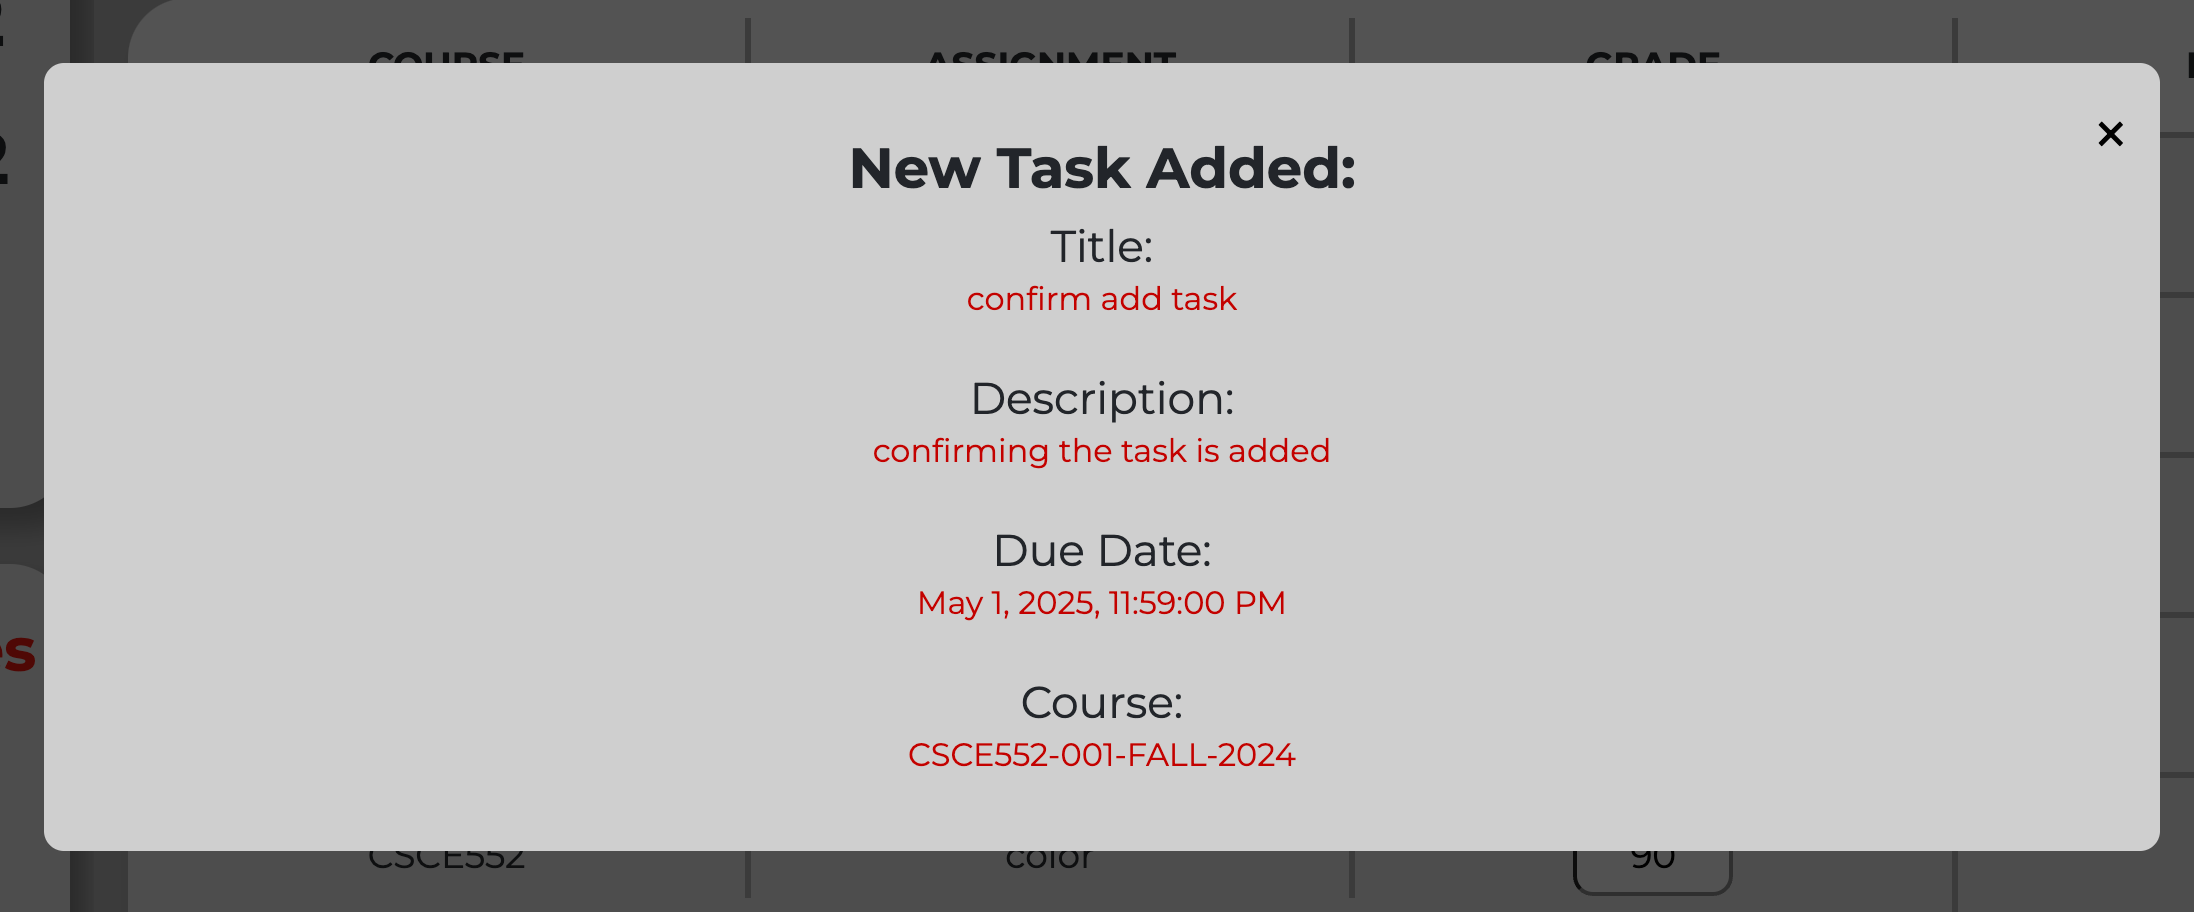 COURSE ASSIGNMENT GRADE
New Task Added:
Title:
confirm add task
Description:
confirming the task is added
Due Date:
May 1, 2025, 11:59:00 PM
Course:
CSCE552-001-FALL-2024
CSCE552 color 90